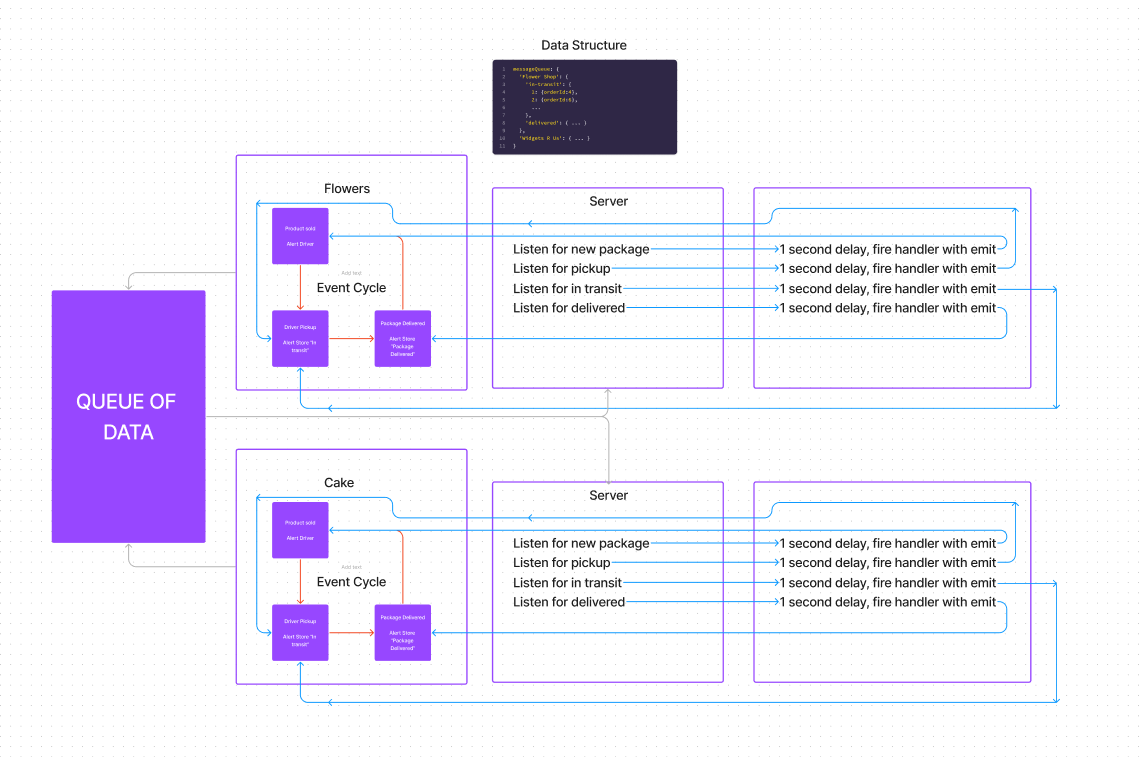 Data Structure
1 messageQueue: {
2 'Flower Shop': {
3 'in-transit': {
4 1: {orderId:4},
5 2: {orderId:6},
6 ...
7 },
8 'delivered': { ... }
9 },
10 'Widgets R Us': { ... }
11 }
Flowers
Product sold
Alert Driver
Add text
Event Cycle
Driver Pickup
Alert Store "In
transit"
Package Delivered
Alert Store
"Package
Delivered"
Server
Listen for new package
Listen for pickup
Listen for in transit
Listen for delivered
1 second delay, fire handler with emit
1 second delay, fire handler with emit
1 second delay, fire handler with emit
1 second delay, fire handler with emit
QUEUE OF
DATA
Cake
Product sold
Alert Driver
Add text
Event Cycle
Driver Pickup
Alert Store "In
transit"
Package Delivered
Alert Store
"Package
Delivered"
Server
Listen for new package
Listen for pickup
Listen for in transit
Listen for delivered
1 second delay, fire handler with emit
1 second delay, fire handler with emit
1 second delay, fire handler with emit
1 second delay, fire handler with emit